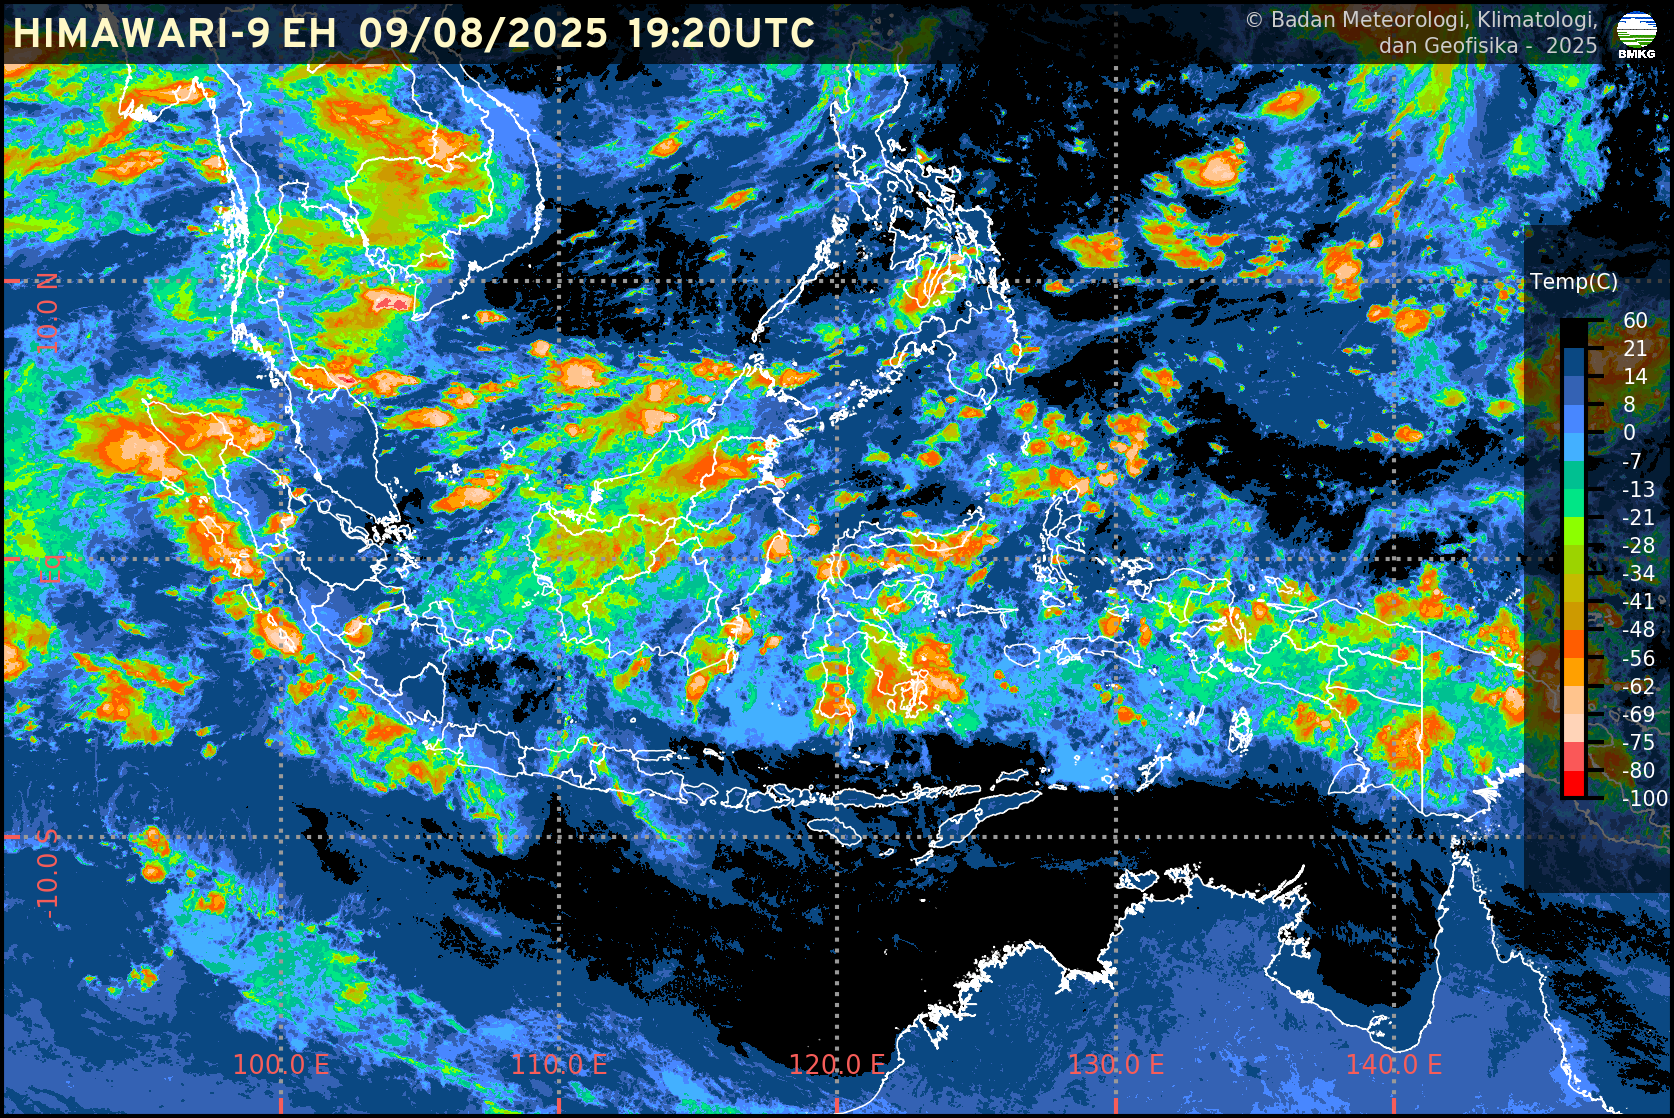 HIMAWARI-9 EH 09/08/2025 19:20UTC
© Badan Meteorologi, Klimatologi,
dan Geofisika - 2025
BMKG
Temp(C)
60
21
14
8
0
-7
-13
-21
-28
-34
-41
-48
-56
-62
-69
-75
-80
-100
10.0 N
EQ
-10.0 S
100.0 E
110.0 E
120.0 E
130.0 E
140.0 E